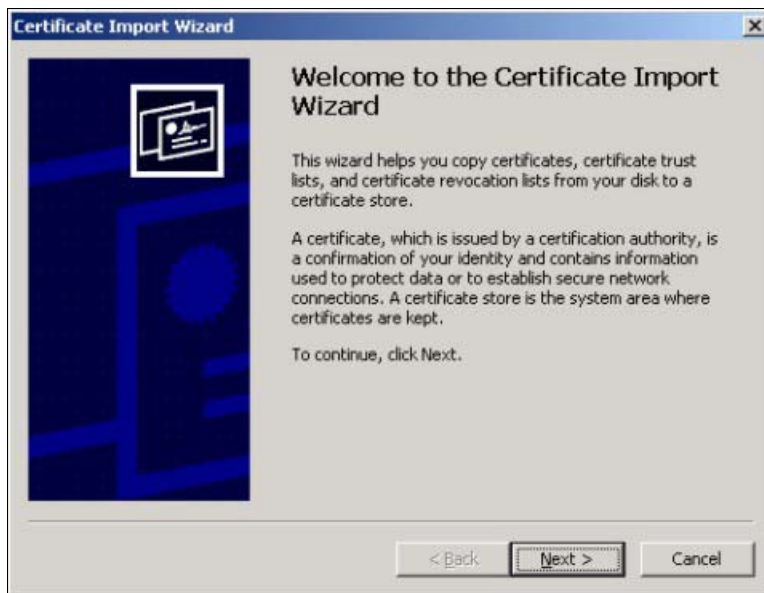 Certificate Import Wizard
Welcome to the Certificate Import
Wizard
This wizard helps you copy certificates, certificate trust
lists, and certificate revocation lists from your disk to a
certificate store.
A certificate, which is issued by a certification authority, is
a confirmation of your identity and contains information
used to protect data or to establish secure network
connections. A certificate store is the system area where
certificates are kept.
To continue, click Next.
< Back Next > Cancel